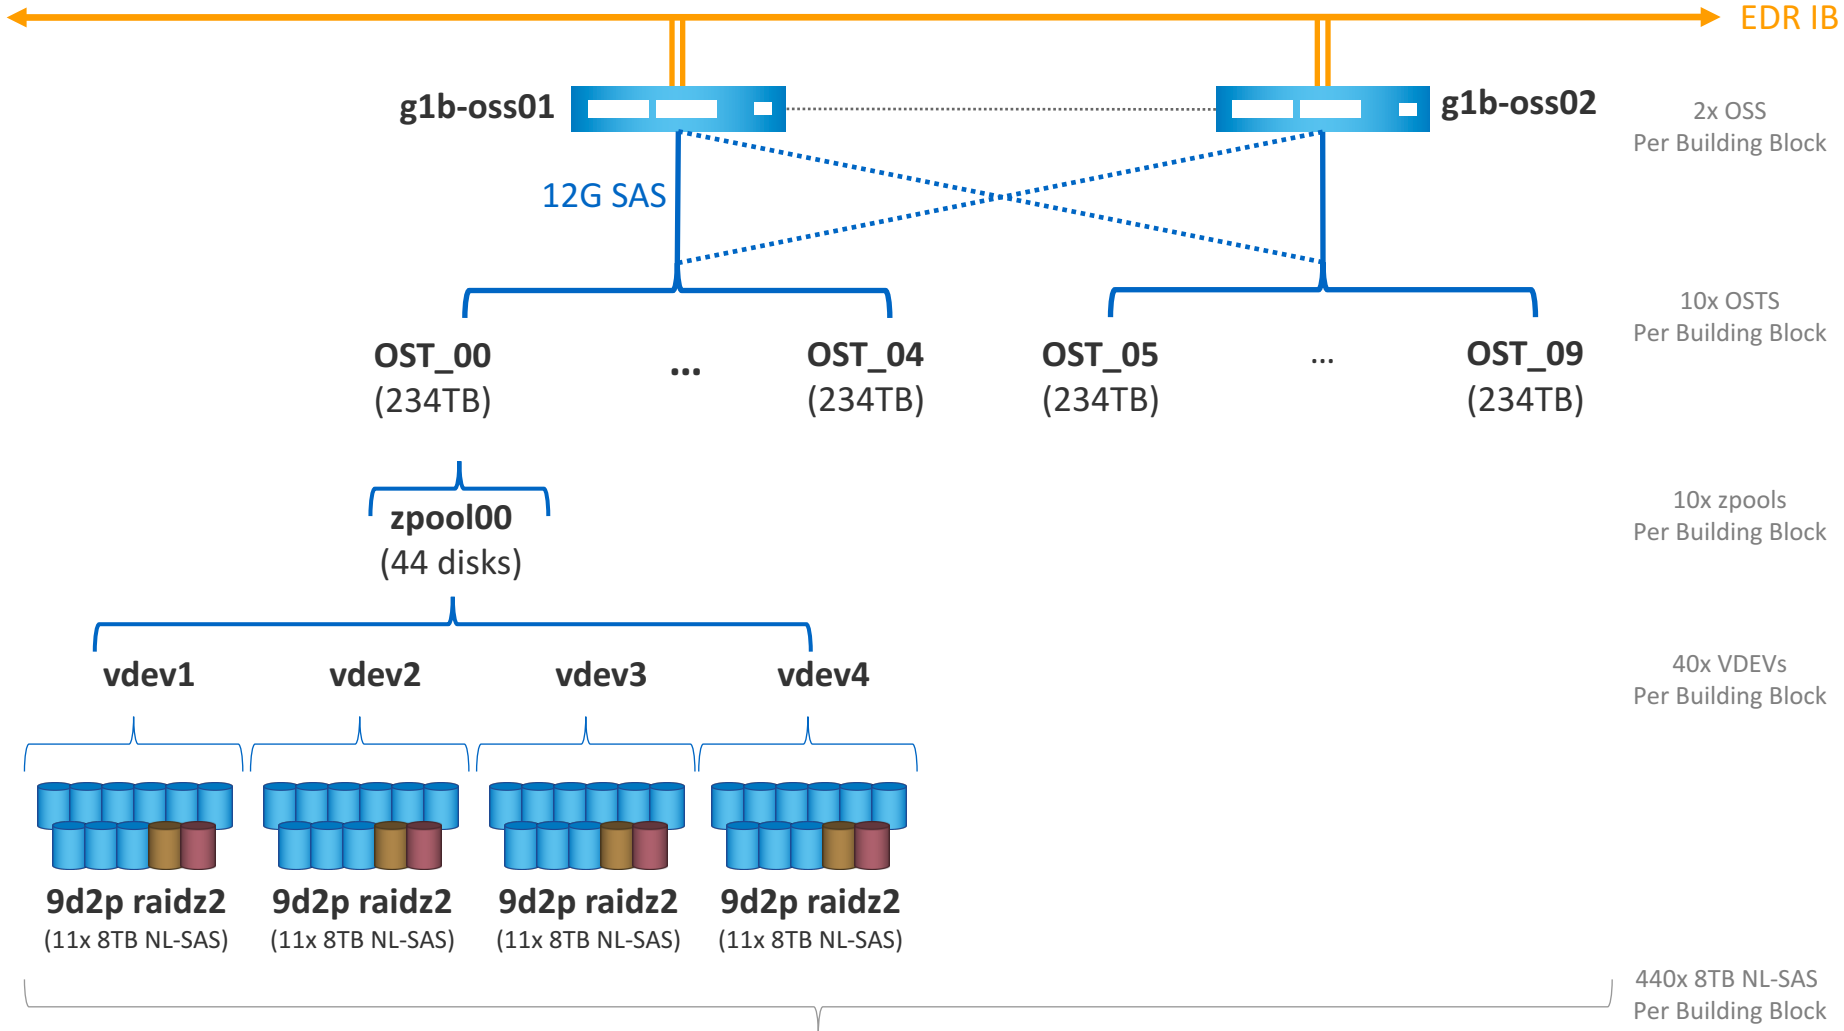 EDR IB
g1b-oss01
g1b-oss02
2x OSS
Per Building Block
12G SAS
10x OSTS
Per Building Block
OST_00
(234TB)
...
OST_04
(234TB)
OST_05
(234TB)
...
OST_09
(234TB)
zpool00
(44 disks)
10x zpools
Per Building Block
vdev1
vdev2
vdev3
vdev4
40x VDEVs
Per Building Block
9d2p raidz2
(11x 8TB NL-SAS)
9d2p raidz2
(11x 8TB NL-SAS)
9d2p raidz2
(11x 8TB NL-SAS)
9d2p raidz2
(11x 8TB NL-SAS)
440x 8TB NL-SAS
Per Building Block